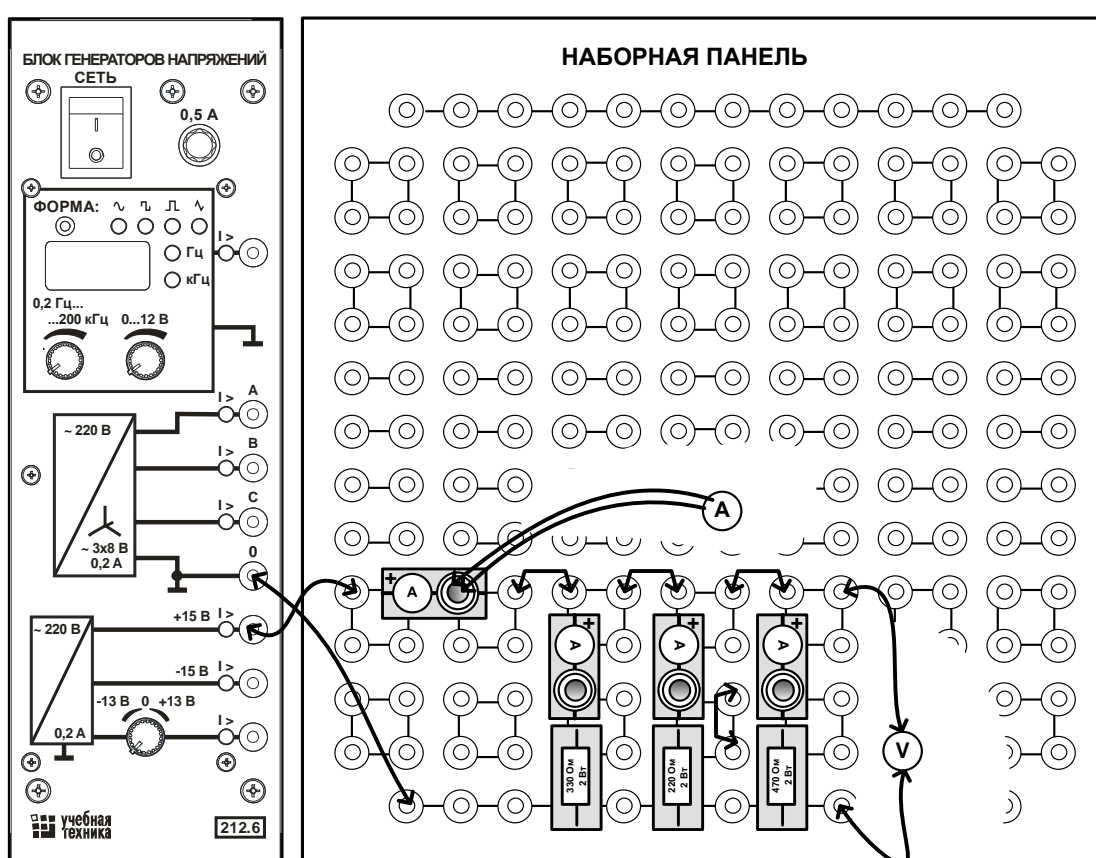 БЛОК ГЕНЕРАТОРОВ НАПРЯЖЕНИЙ
СЕТЬ
I
0,5 А
ФОРМА:
I >
Гц
кГц
0,2 Гц...
...200 кГц
0...12 В
I >
A
~ 220 В
I >
B
I >
C
~ 3x8 В
0,2 А
0
~ 220 В
+15 В
I >
-15 В
I >
-13 В
0
+13 В
I >
0,2 А
учебная
техника
212.6
НАБОРНАЯ ПАНЕЛЬ
A
+
A
+
A
+
A
A
330 Ом
2 Вт
220 Ом
2 Вт
470 Ом
2 Вт
V